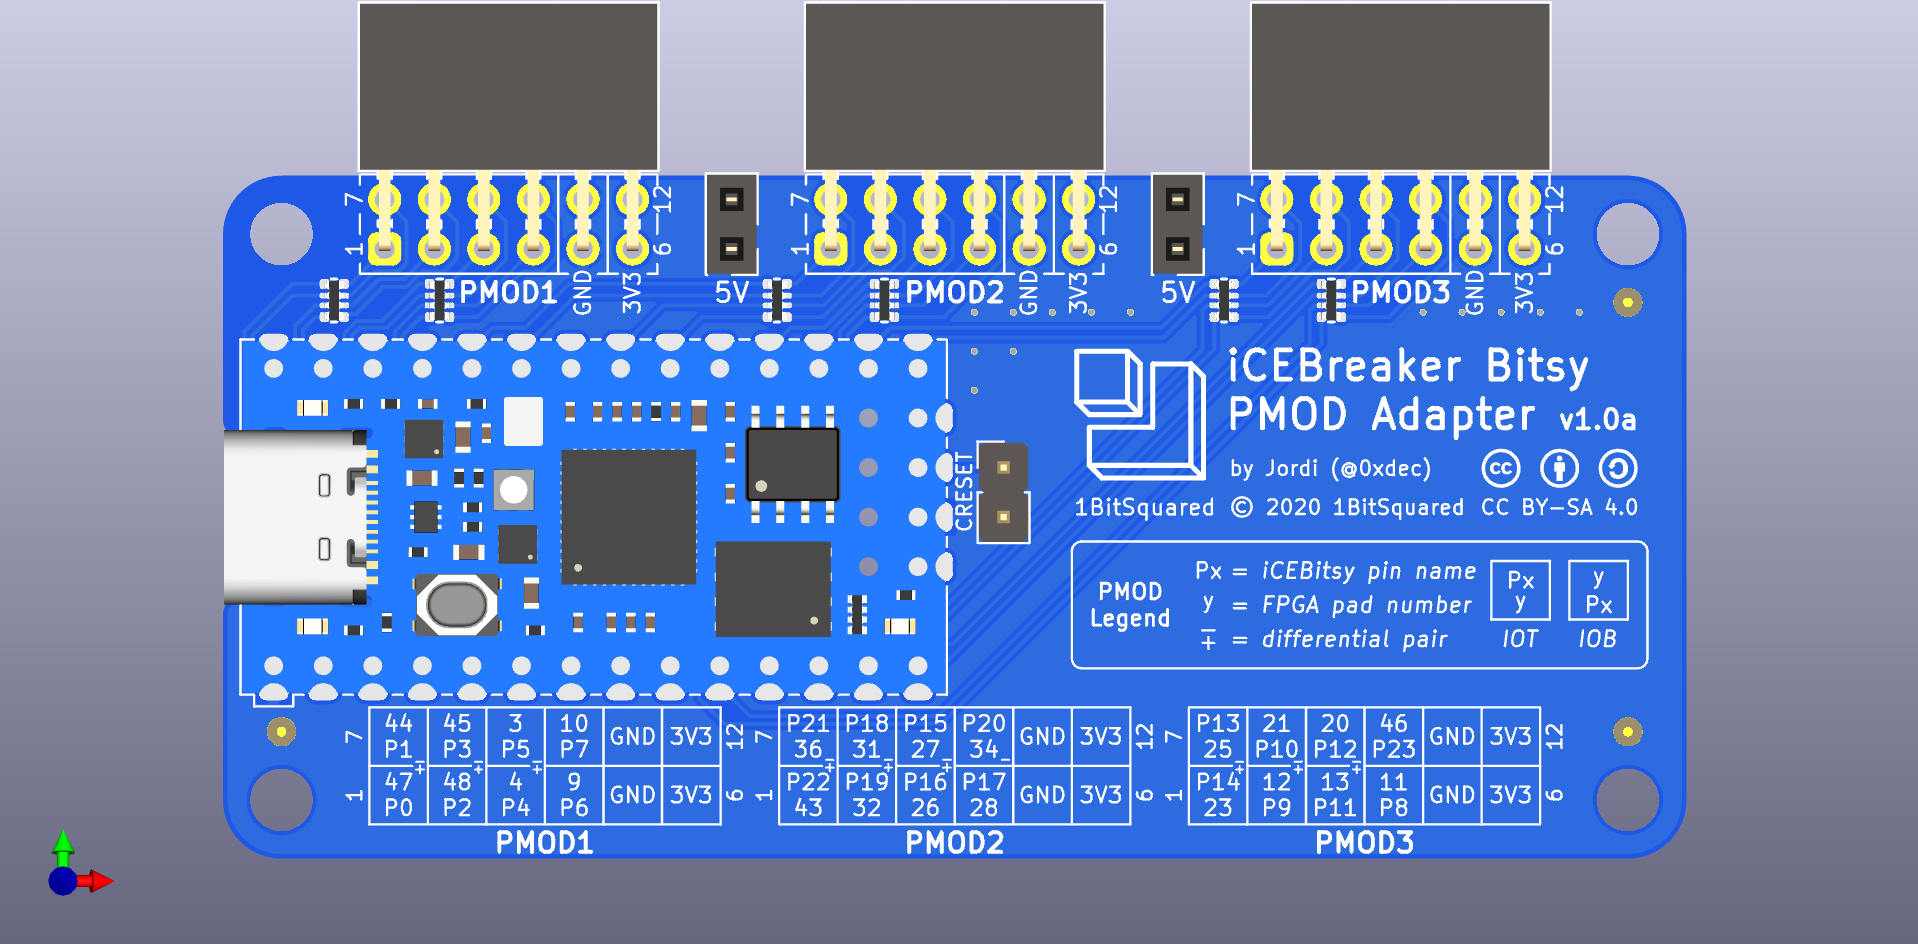 7 12 7 12 7 12
1 6 1 6 1 6
PMOD1 GND 3V3 5V PMOD2 GND 3V3 5V PMOD3 GND 3V3
iCEBreaker Bitsy
PMOD Adapter v1.0a
by Jordi (@0xdec) cc
CRESET
1BitSquared © 2020 1BitSquared CC BY-SA 4.0
PMOD Legend
Px = iCEBitsy pin name
y = FPGA pad number
∓ = differential pair
Px
y
IOT
y
Px
IOB
7 44 45 3 10 GND 3V3 12
P1 P3 P5 P7
1 47 48 4 9 GND 3V3 6
P0 P2 P4 P6
PMOD1
7 P21 P18 P15 P20 GND 3V3 12
36 31 27 34
1 P22 P19 P16 P17 GND 3V3 6
43 32 26 28
PMOD2
7 P13 21 20 46 GND 3V3 12
25 P10 P12 P23
1 P14 12 13 11 GND 3V3 6
23 P9 P11 P8
PMOD3